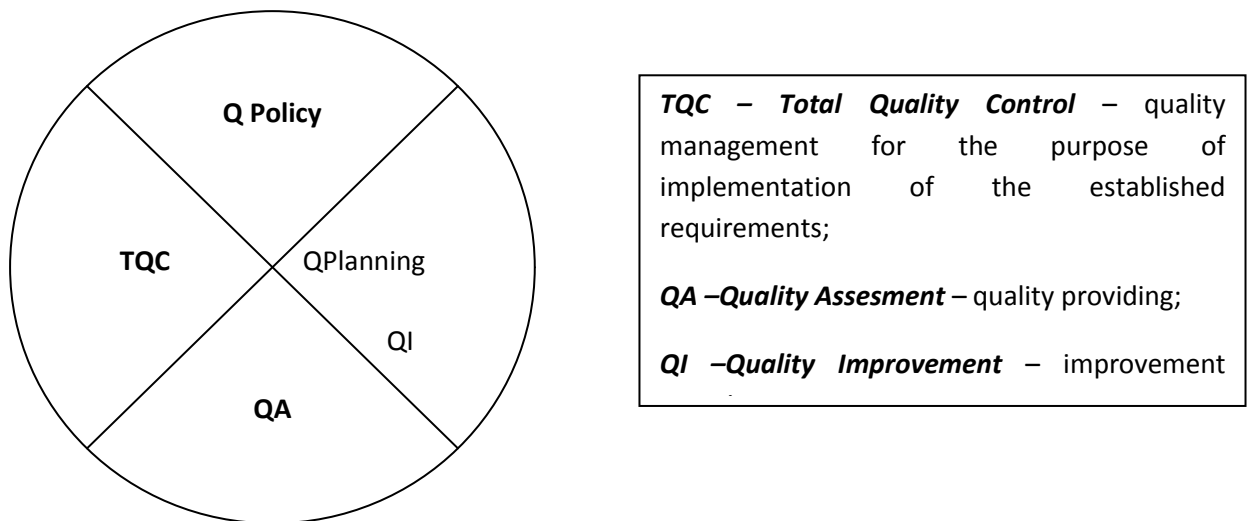 Q Policy
TQC
QPlanning
QI
QA
TQC – Total Quality Control – quality
management for the purpose of
implementation of the established
requirements;
QA –Quality Assesment – quality providing;
QI –Quality Improvement – improvement